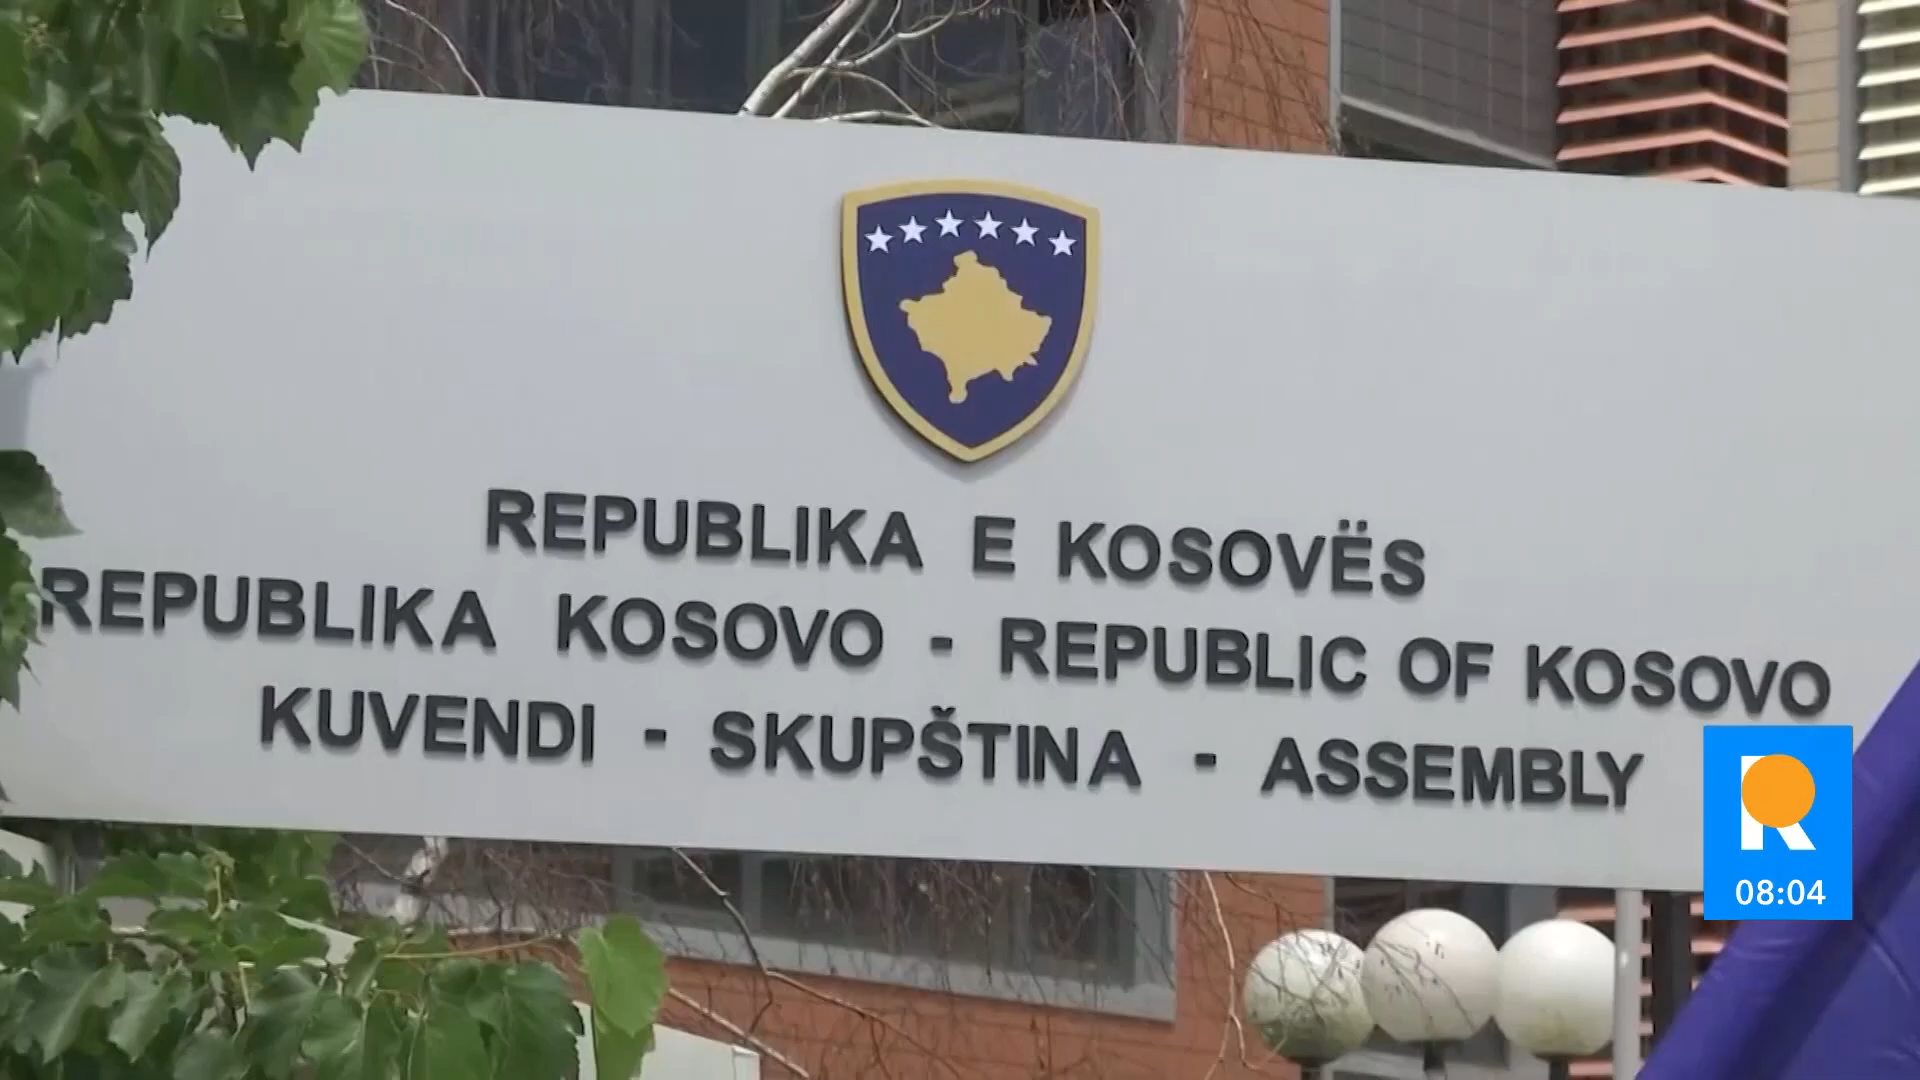 REPUBLIKA E KOSOVËS
REPUBLIKA KOSOVO - REPUBLIC OF KOSOVO
KUVENDI - SKUPŠTINA - ASSEMBLY
R
08:04